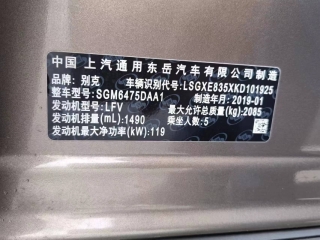 中国 上汽通用东岳汽车有限公司制造
品牌：别克 车辆识别代号：LSGXE835XKD101925
整车型号：SGM6475DAA1 制造年月：2019-01
发动机型号：LFV 最大允许总质量(kg)：2085
发动机排量(mL)：1490 乘坐人数：5
发动机最大净功率(kW)：119